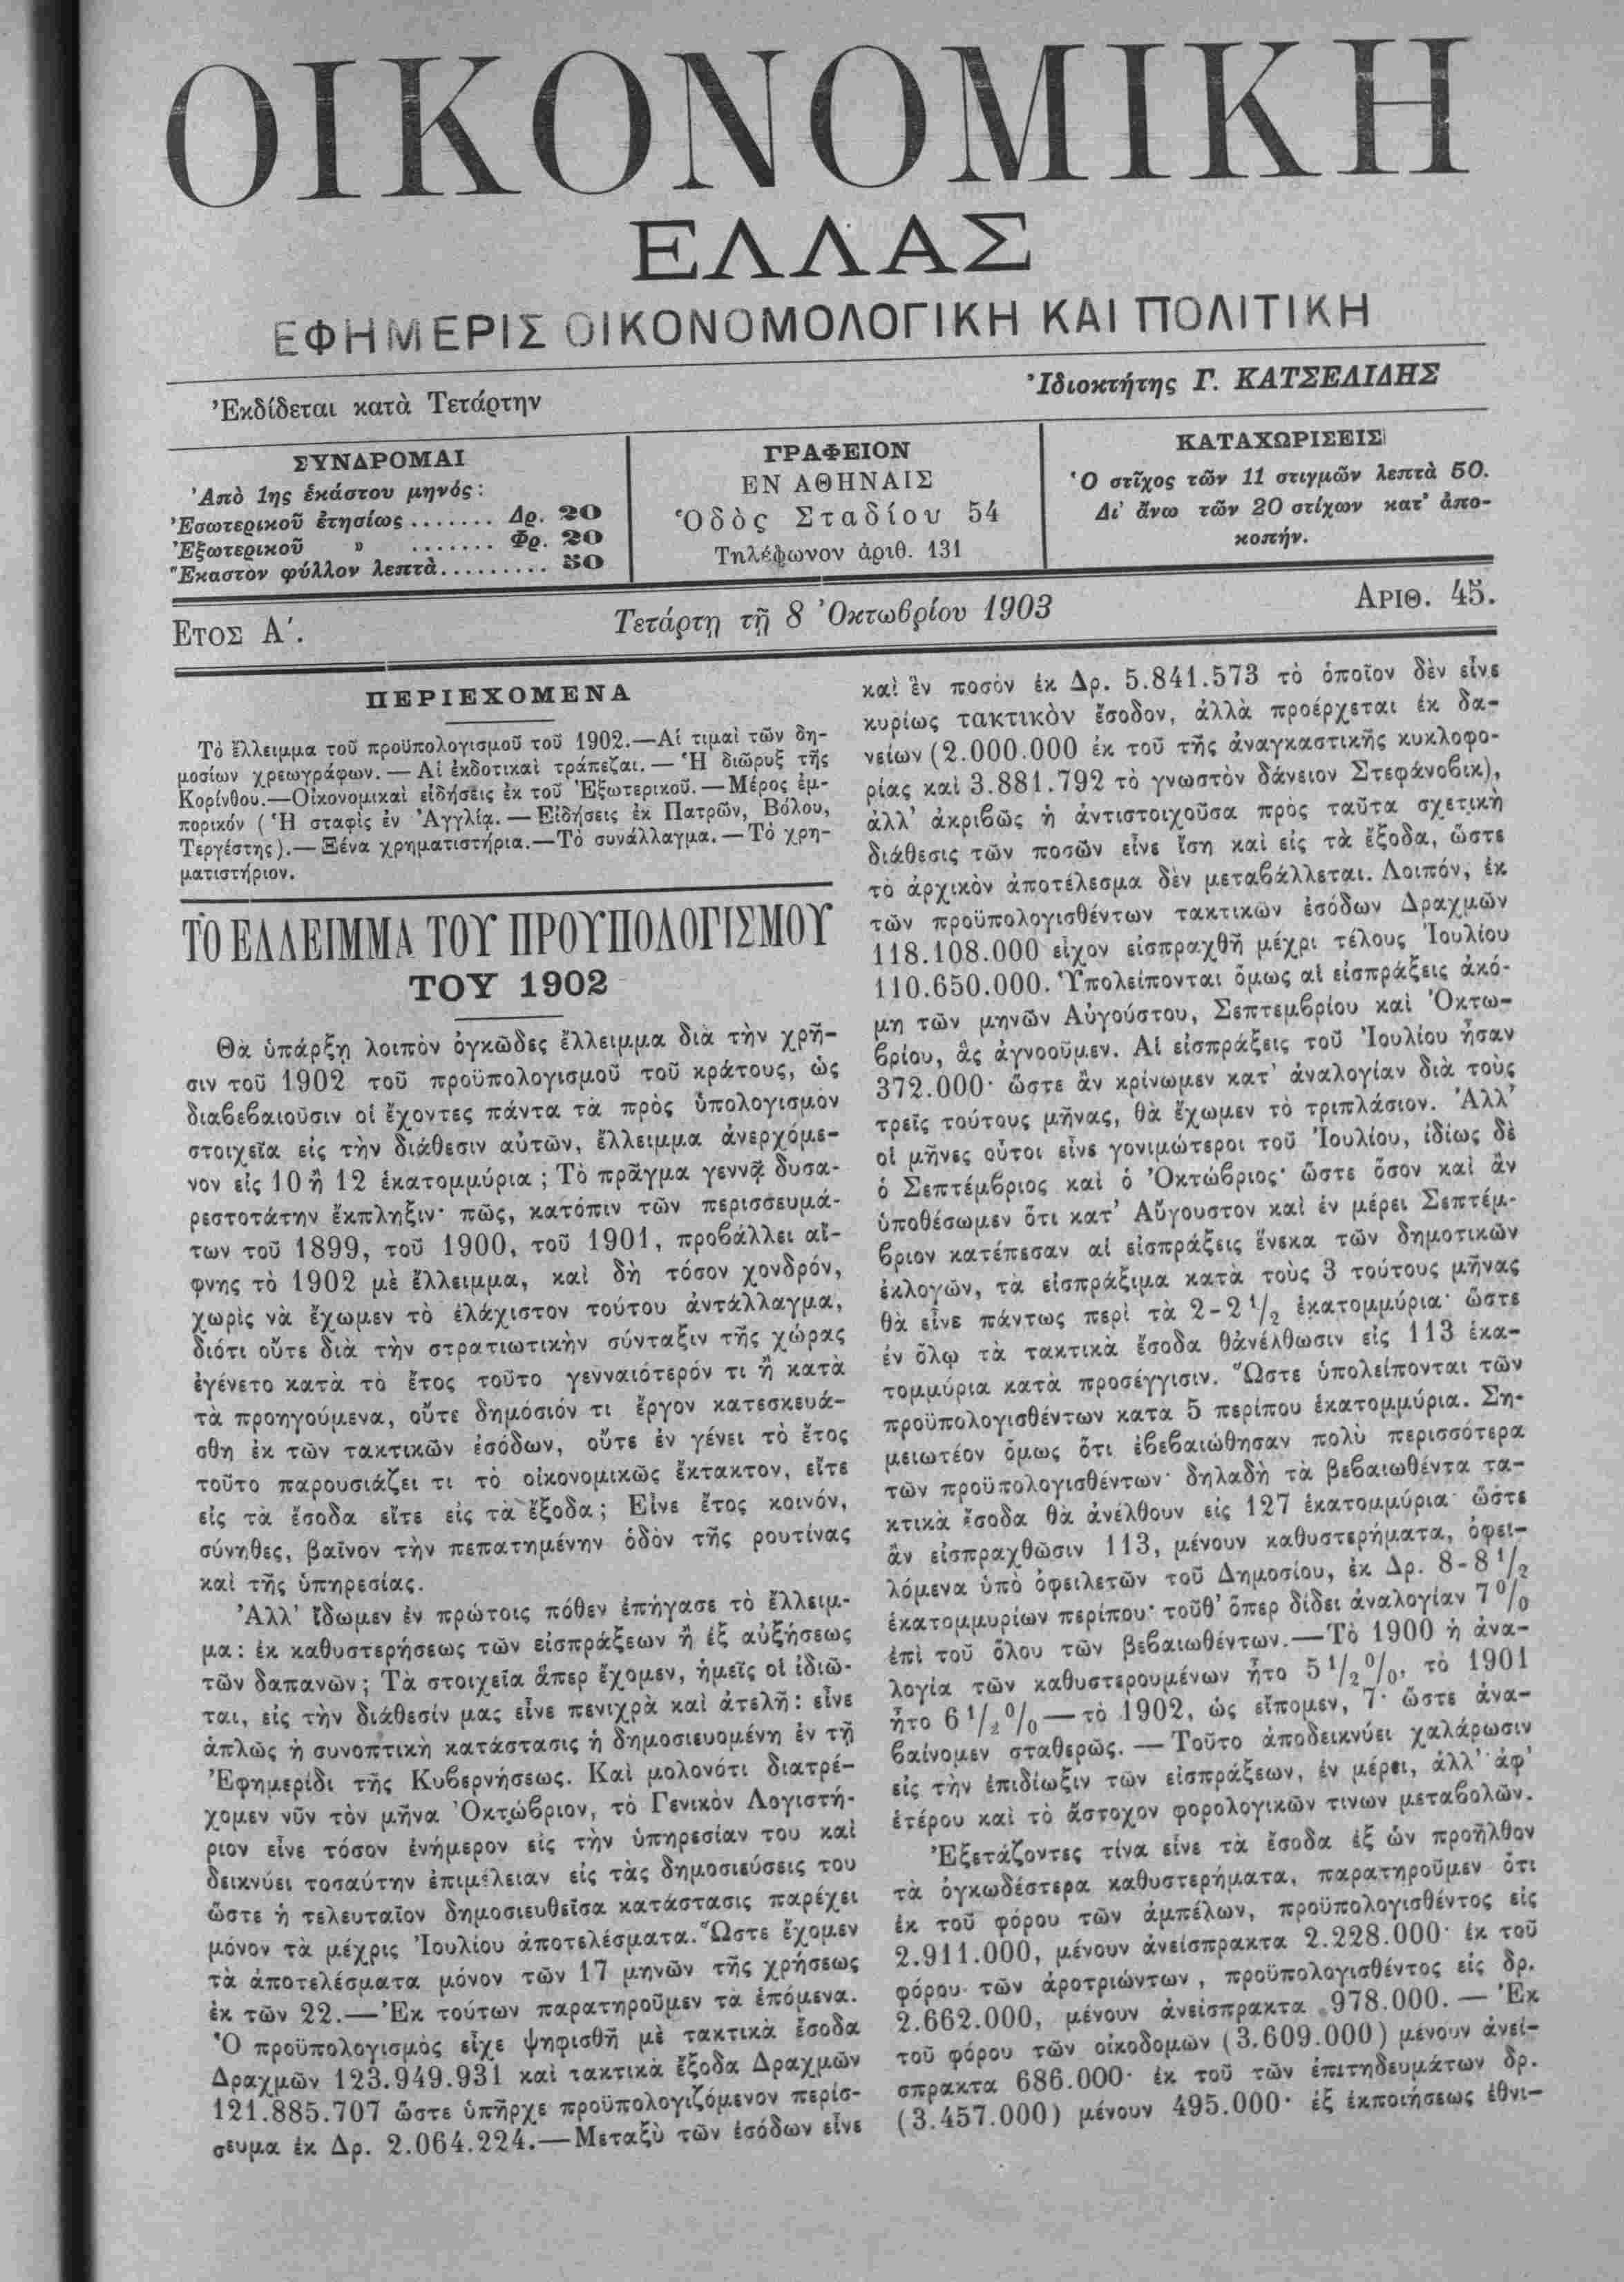 ΟΙΚΟΝΟΜΙΚΗ
ΕΛΛΑΣ
ΕΦΗΜΕΡΙΣ ΟΙΚΟΝΟΜΟΛΟΓΙΚΗ ΚΑΙ ΠΟΛΙΤΙΚΗ
Ἐκδίδεται κατὰ Τετάρτην
Ἰδιοκτήτης Γ. ΚΑΤΣΕΛΙΔΗΣ
ΣΥΝΔΡΟΜΑΙ
Ἀπὸ 1ης ἑκάστου μηνός:
Ἐσωτερικοῦ ἐτησίως ....... Δρ. 20
Ἐξωτερικοῦ » ....... Φρ. 20
Ἕκαστον φύλλον λεπτὰ......... 50
ΓΡΑΦΕΙΟΝ
ΕΝ ΑΘΗΝΑΙΣ
Ὁδὸς Σταδίου 54
Τηλέφωνον ἀριθ. 131
ΚΑΤΑΧΩΡΙΣΕΙΣ
Ὁ στῖχος τῶν 11 στιγμῶν λεπτὰ 50.
Δι' ἄνω τῶν 20 στίχων κατ' ἀπο-
κοπήν.
ΕΤΟΣ Α΄.
Τετάρτῃ τῇ 8 Ὀκτωβρίου 1903
ΑΡΙΘ. 45.
ΠΕΡΙΕΧΟΜΕΝΑ
Τὸ ἔλλειμμα τοῦ προϋπολογισμοῦ τοῦ 1902.—Αἱ τιμαὶ τῶν δη-
μοσίων χρεωγράφων.—Αἱ ἐκδοτικαὶ τράπεζαι.—Ἡ διῶρυξ τῆς
Κορίνθου.—Οἰκονομικαὶ εἰδήσεις ἐκ τοῦ Ἐξωτερικοῦ.—Μέρος ἐμ-
πορικόν (Ἡ σταφὶς ἐν Ἀγγλίᾳ.—Εἰδήσεις ἐκ Πατρῶν, Βόλου,
Τεργέστης).—Ξένα χρηματιστήρια.—Τὸ συνάλλαγμα.—Τὸ χρη-
ματιστήριον.
ΤΟ ΕΛΛΕΙΜΜΑ ΤΟΥ ΠΡΟΥΠΟΛΟΓΙΣΜΟΥ
ΤΟΥ 1902
Θὰ ὑπάρξῃ λοιπὸν ὀγκῶδες ἔλλειμμα διὰ τὴν χρῆ-
σιν τοῦ 1902 τοῦ προϋπολογισμοῦ τοῦ κράτους, ὡς
διαβεβαιοῦσιν οἱ ἔχοντες πάντα τὰ πρὸς ὑπολογισμὸν
στοιχεῖα εἰς τὴν διάθεσιν αὐτῶν, ἔλλειμμα ἀνερχόμε-
νον εἰς 10 ἢ 12 ἑκατομμύρια; Τὸ πρᾶγμα γεννᾷ δυσα-
ρεστοτάτην ἔκπληξιν· πῶς, κατόπιν τῶν περισσευμά-
των τοῦ 1899, τοῦ 1900, τοῦ 1901, προβάλλει αἴ-
φνης τὸ 1902 μὲ ἔλλειμμα, καὶ δὴ τόσον χονδρόν,
χωρὶς νὰ ἔχωμεν τὸ ἐλάχιστον τούτου ἀντάλλαγμα,
διότι οὔτε διὰ τὴν στρατιωτικὴν σύνταξιν τῆς χώρας
ἐγένετο κατὰ τὸ ἔτος τοῦτο γενναιότερόν τι ἢ κατὰ
τὰ προηγούμενα, οὔτε δημόσιόν τι ἔργον κατεσκευά-
σθη ἐκ τῶν τακτικῶν ἐσόδων, οὔτε ἐν γένει τὸ ἔτος
τοῦτο παρουσιάζει τι τὸ οἰκονομικῶς ἔκτακτον, εἴτε
εἰς τὰ ἔσοδα εἴτε εἰς τὰ ἔξοδα; Εἶνε ἔτος κοινόν,
σύνηθες, βαῖνον τὴν πεπατημένην ὁδὸν τῆς ρουτίνας
καὶ τῆς ὑπηρεσίας.
Ἀλλ' ἴδωμεν ἐν πρώτοις πόθεν ἐπήγασε τὸ ἔλλειμ-
μα: ἐκ καθυστερήσεως τῶν εἰσπράξεων ἢ ἐξ αὐξήσεως
τῶν δαπανῶν; Τὰ στοιχεῖα ἅπερ ἔχομεν, ἡμεῖς οἱ ἰδιῶ-
ται, εἰς τὴν διάθεσίν μας εἶνε πενιχρὰ καὶ ἀτελῆ: εἶνε
ἁπλῶς ἡ συνοπτικὴ κατάστασις ἡ δημοσιευομένη ἐν τῇ
Ἐφημερίδι τῆς Κυβερνήσεως. Καὶ μολονότι διατρέ-
χομεν νῦν τὸν μῆνα Ὀκτώβριον, τὸ Γενικὸν Λογιστή-
ριον εἶνε τόσον ἐνήμερον εἰς τὴν ὑπηρεσίαν του καὶ
δεικνύει τοσαύτην ἐπιμέλειαν εἰς τὰς δημοσιεύσεις του
ὥστε ἡ τελευταῖον δημοσιευθεῖσα κατάστασις παρέχει
μόνον τὰ μέχρις Ἰουλίου ἀποτελέσματα. Ὥστε ἔχομεν
τὰ ἀποτελέσματα μόνον τῶν 17 μηνῶν τῆς χρήσεως
ἐκ τῶν 22.—Ἐκ τούτων παρατηροῦμεν τὰ ἑπόμενα.
Ὁ προϋπολογισμὸς εἶχε ψηφισθῆ μὲ τακτικὰ ἔσοδα
Δραχμῶν 123.949.931 καὶ τακτικὰ ἔξοδα Δραχμῶν
121.885.707 ὥστε ὑπῆρχε προϋπολογιζόμενον περίσ-
σευμα ἐκ Δρ. 2.064.224.—Μεταξὺ τῶν ἐσόδων εἶνε
καὶ ἓν ποσὸν ἐκ Δρ. 5.841.573 τὸ ὁποῖον δὲν εἶνε
κυρίως τακτικὸν ἔσοδον, ἀλλὰ προέρχεται ἐκ δα-
νείων (2.000.000 ἐκ τοῦ τῆς ἀναγκαστικῆς κυκλοφο-
ρίας καὶ 3.881.792 τὸ γνωστὸν δάνειον Στεφάνοβικ),
ἀλλ' ἀκριβῶς ἡ ἀντιστοιχοῦσα πρὸς ταῦτα σχετικὴ
διάθεσις τῶν ποσῶν εἶνε ἴση καὶ εἰς τὰ ἔξοδα, ὥστε
τὸ ἀρχικὸν ἀποτέλεσμα δὲν μεταβάλλεται. Λοιπόν, ἐκ
τῶν προϋπολογισθέντων τακτικῶν ἐσόδων Δραχμῶν
118.108.000 εἶχον εἰσπραχθῆ μέχρι τέλους Ἰουλίου
110.650.000. Ὑπολείπονται ὅμως αἱ εἰσπράξεις ἀκό-
μη τῶν μηνῶν Αὐγούστου, Σεπτεμβρίου καὶ Ὀκτω-
βρίου, ἃς ἀγνοοῦμεν. Αἱ εἰσπράξεις τοῦ Ἰουλίου ἦσαν
372.000· ὥστε ἂν κρίνωμεν κατ' ἀναλογίαν διὰ τοὺς
τρεῖς τούτους μῆνας, θὰ ἔχωμεν τὸ τριπλάσιον. Ἀλλ'
οἱ μῆνες οὗτοι εἶνε γονιμώτεροι τοῦ Ἰουλίου, ἰδίως δὲ
ὁ Σεπτέμβριος καὶ ὁ Ὀκτώβριος· ὥστε ὅσον καὶ ἂν
ὑποθέσωμεν ὅτι κατ' Αὔγουστον καὶ ἐν μέρει Σεπτέμ-
βριον κατέπεσαν αἱ εἰσπράξεις ἕνεκα τῶν δημοτικῶν
ἐκλογῶν, τὰ εἰσπράξιμα κατὰ τοὺς 3 τούτους μῆνας
θὰ εἶνε πάντως περὶ τὰ 2-2 1/2 ἑκατομμύρια· ὥστε
ἐν ὅλῳ τὰ τακτικὰ ἔσοδα θἀνέλθωσιν εἰς 113 ἑκα-
τομμύρια κατὰ προσέγγισιν. Ὥστε ὑπολείπονται τῶν
προϋπολογισθέντων κατὰ 5 περίπου ἑκατομμύρια. Ση-
μειωτέον ὅμως ὅτι ἐβεβαιώθησαν πολὺ περισσότερα
τῶν προϋπολογισθέντων· δηλαδὴ τὰ βεβαιωθέντα τα-
κτικὰ ἔσοδα θὰ ἀνέλθουν εἰς 127 ἑκατομμύρια· ὥστε
ἂν εἰσπραχθῶσιν 113, μένουν καθυστερήματα, ὀφει-
λόμενα ὑπὸ ὀφειλετῶν τοῦ Δημοσίου, ἐκ Δρ. 8-8 1/2
ἑκατομμυρίων περίπου· τοῦθ' ὅπερ δίδει ἀναλογίαν 7 0/0
ἐπὶ τοῦ ὅλου τῶν βεβαιωθέντων.—Τὸ 1900 ἡ ἀνα-
λογία τῶν καθυστερουμένων ἦτο 5 1/2 0/0, τὸ 1901
ἦτο 6 1/2 0/0—τὸ 1902, ὡς εἴπομεν, 7· ὥστε ἀνα-
βαίνομεν σταθερῶς.—Τοῦτο ἀποδεικνύει χαλάρωσιν
εἰς τὴν ἐπιδίωξιν τῶν εἰσπράξεων, ἐν μέρει, ἀλλ' ἀφ'
ἑτέρου καὶ τὸ ἄστοχον φορολογικῶν τινων μεταβολῶν.
Ἐξετάζοντες τίνα εἶνε τὰ ἔσοδα ἐξ ὧν προῆλθον
τὰ ὀγκωδέστερα καθυστερήματα, παρατηροῦμεν ὅτι
ἐκ τοῦ φόρου τῶν ἀμπέλων, προϋπολογισθέντος εἰς
2.911.000, μένουν ἀνείσπρακτα 2.228.000· ἐκ τοῦ
φόρου τῶν ἀροτριώντων, προϋπολογισθέντος εἰς δρ.
2.662.000, μένουν ἀνείσπρακτα 978.000.—Ἐκ
τοῦ φόρου τῶν οἰκοδομῶν (3.609.000) μένουν ἀνεί-
σπρακτα 686.000· ἐκ τοῦ τῶν ἐπιτηδευμάτων δρ.
(3.457.000) μένουν 495.000· ἐξ ἐκποιήσεως ἐθνι-